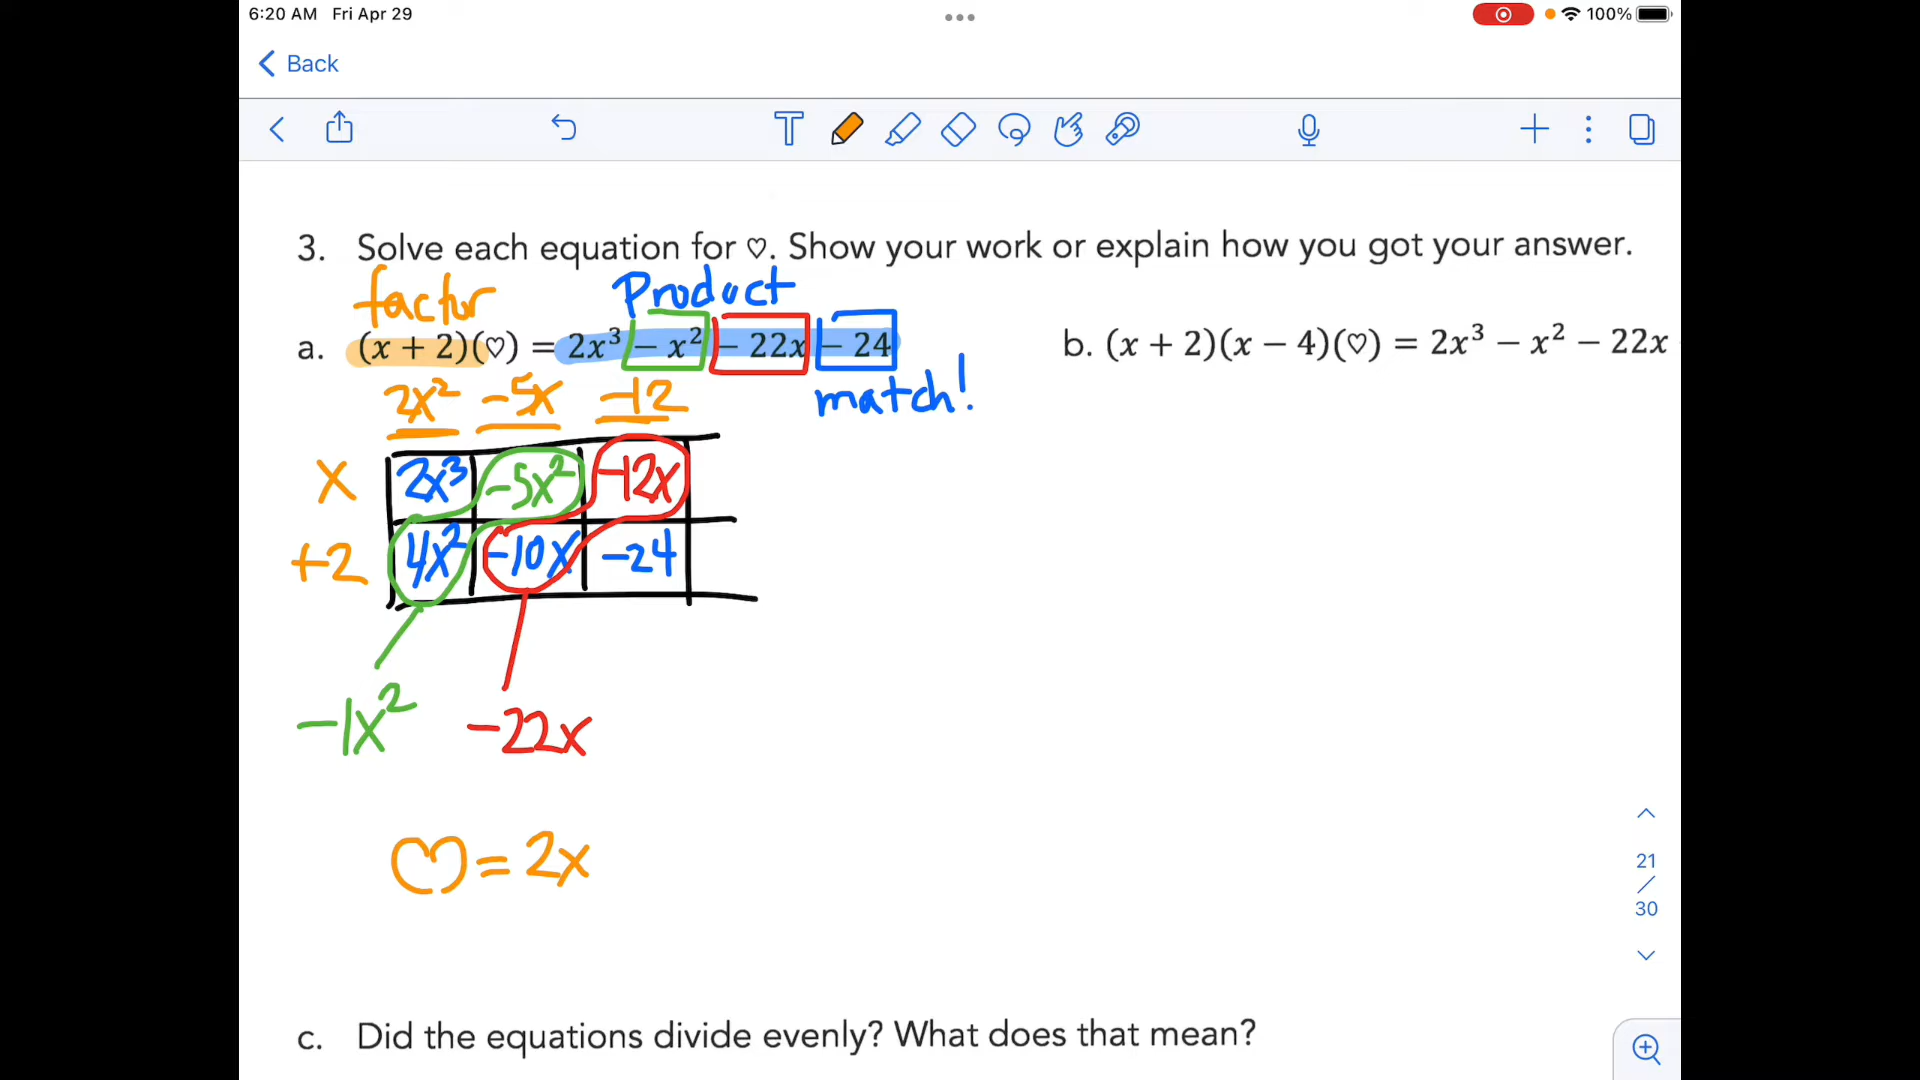 6:20 AM Fri Apr 29
100%
Back
3. Solve each equation for ♡. Show your work or explain how you got your answer.
factor Product
a. (x + 2)(♡) = 2x³ − x² − 22x − 24
b. (x + 2)(x − 4)(♡) = 2x³ − x² − 22x
match!
2x² −5x −12
x 2x³ −5x² −12x
+2 4x² −10x −24
−1x² −22x
♡ = 2x
21
/
30
c. Did the equations divide evenly? What does that mean?